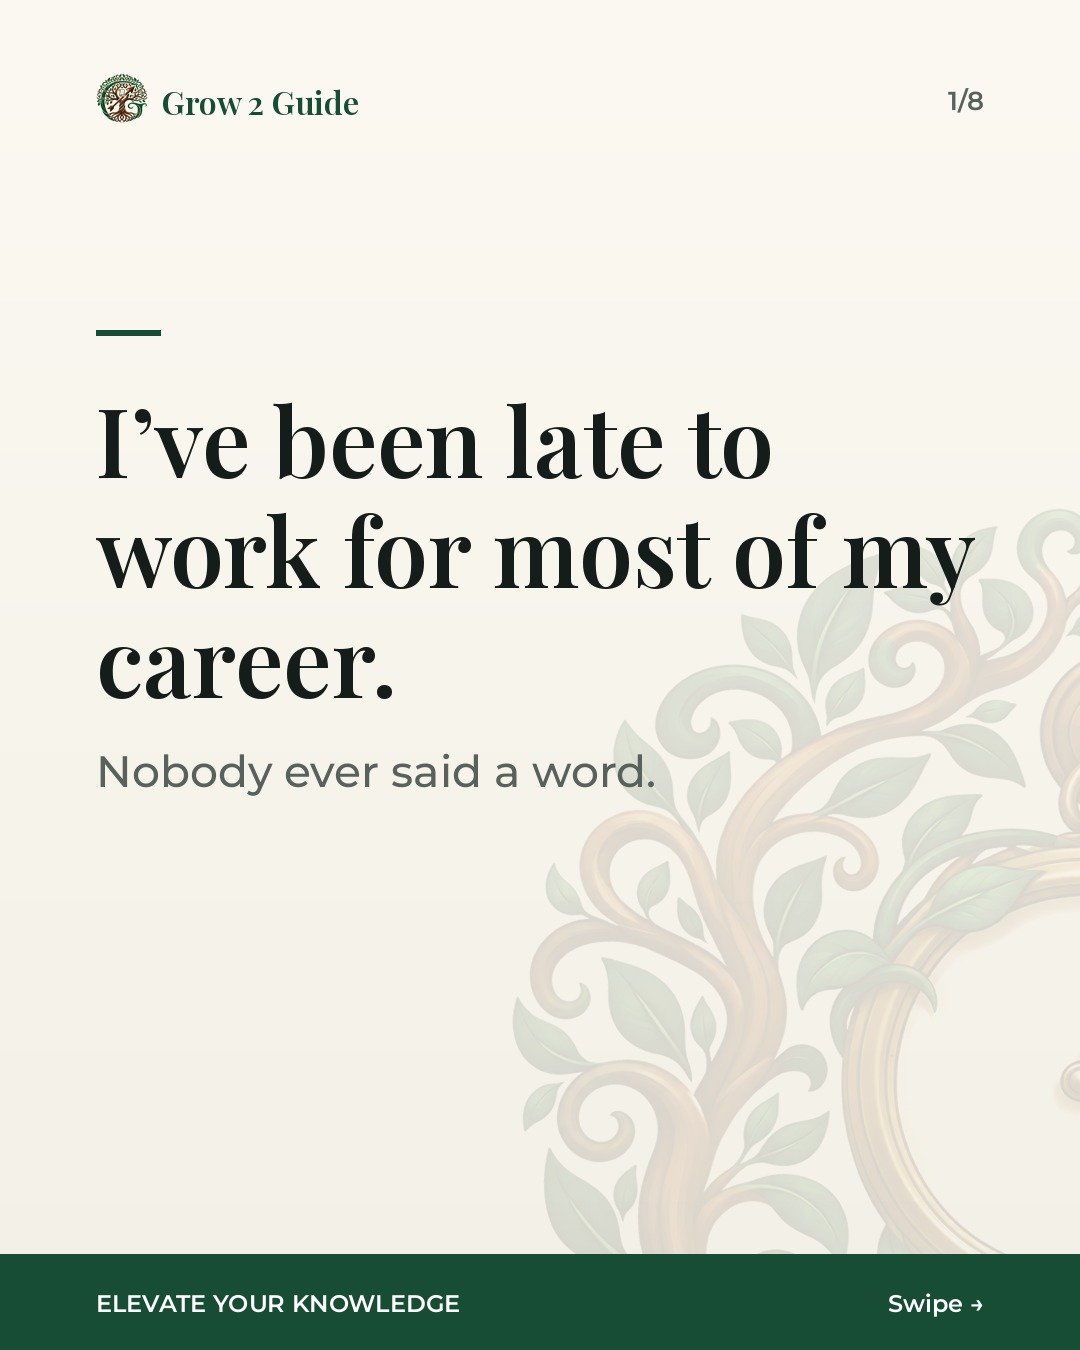 Grow 2 Guide
1/8
I’ve been late to
work for most of my
career.
Nobody ever said a word.
ELEVATE YOUR KNOWLEDGE
Swipe →